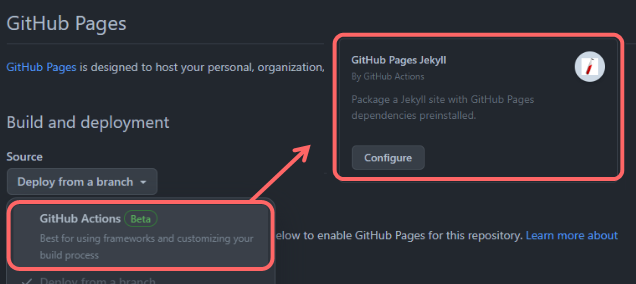 GitHub Pages
GitHub Pages is designed to host your personal, organization,
GitHub Pages Jekyll
By GitHub Actions
Package a Jekyll site with GitHub Pages
dependencies preinstalled.
Configure
Build and deployment
Source
Deploy from a branch
GitHub Actions Beta
Best for using frameworks and customizing your
build process
elow to enable GitHub Pages for this repository. Learn more about
Deploy from a branch